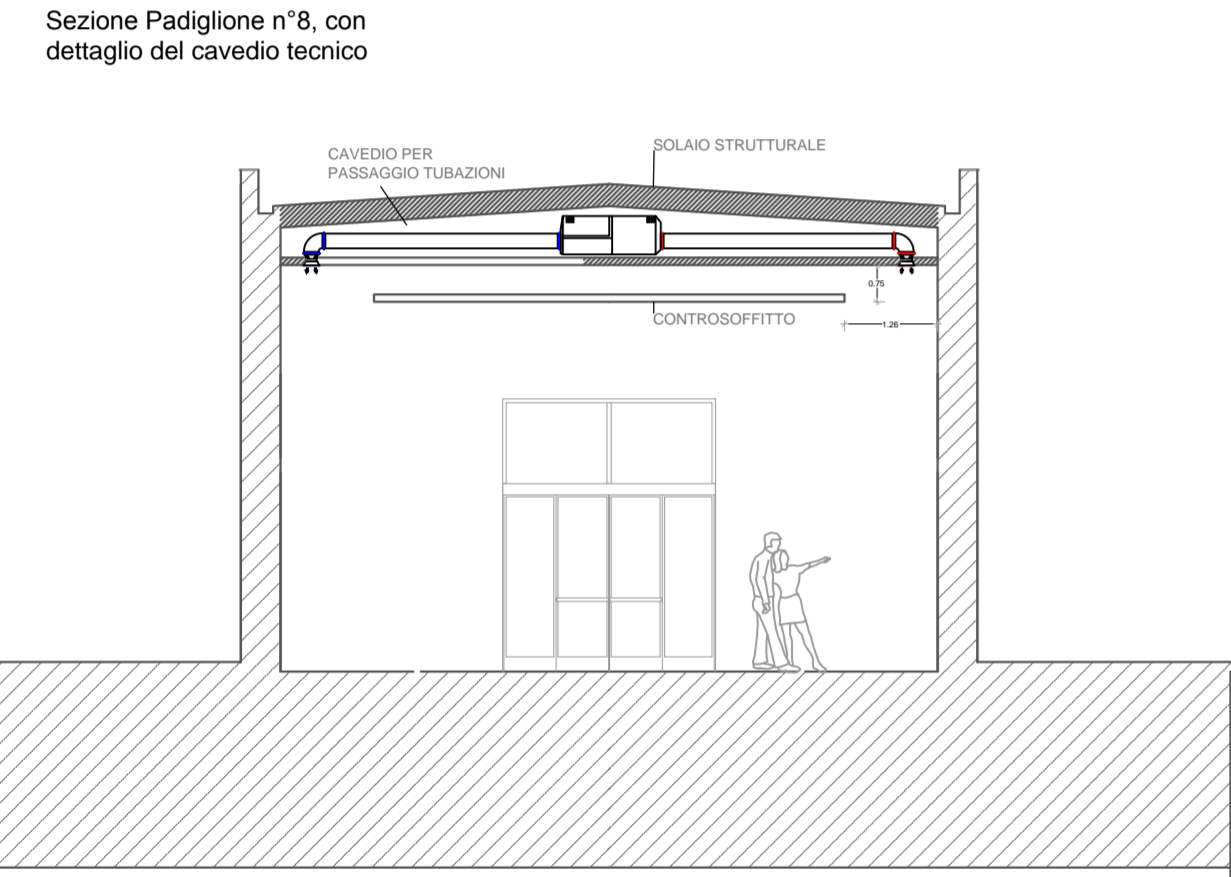 Sezione Padiglione n°8, con
dettaglio del cavedio tecnico
CAVEDIO PER
PASSAGGIO TUBAZIONI
SOLAIO STRUTTURALE
0.75
CONTROSOFFITTO
1.26